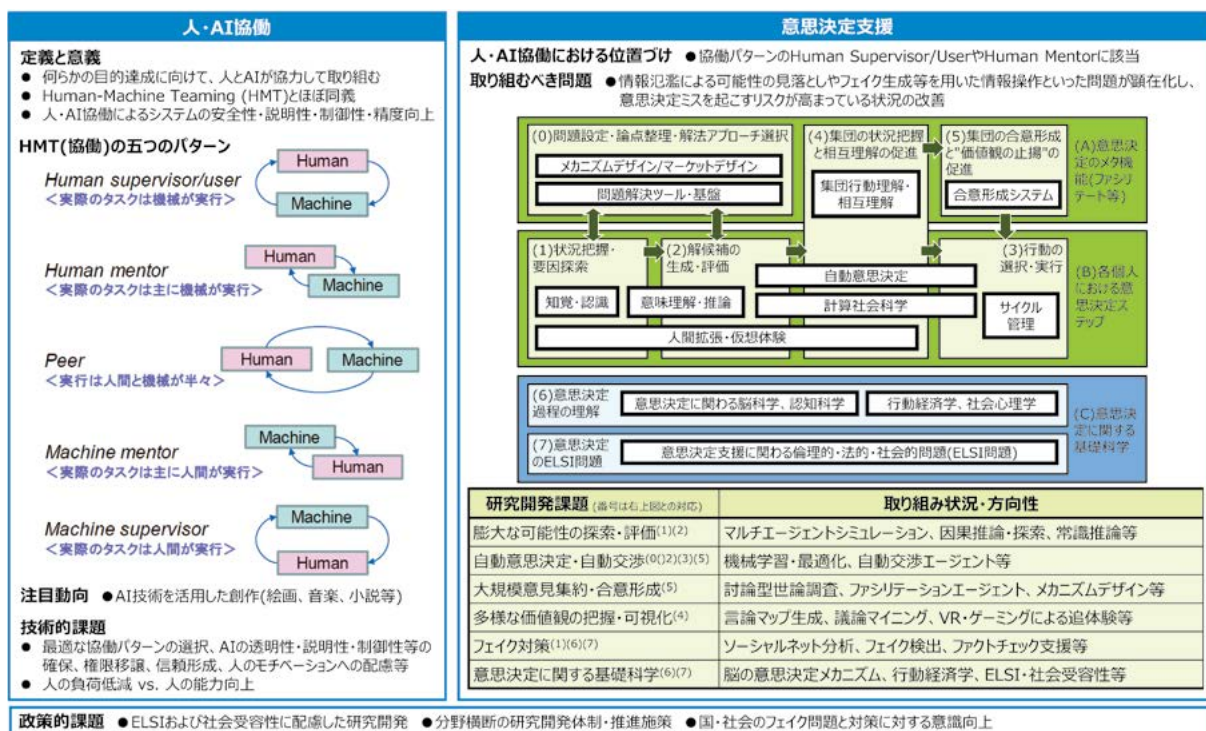 人・AI協働
定義と意義
● 何らかの目的達成に向けて、人とAIが協力して取り組む
● Human-Machine Teaming (HMT)とほぼ同義
● 人・AI協働によるシステムの安全性・説明性・制御性・精度向上
HMT(協働)の五つのパターン
Human supervisor/user
<実際のタスクは機械が実行>
Human
Machine
Human mentor
<実際のタスクは主に機械が実行>
Human
Machine
Peer
<実行は人間と機械が半々>
Human
Machine
Machine mentor
<実際のタスクは主に人間が実行>
Machine
Human
Machine supervisor
<実際のタスクは人間が実行>
Machine
Human
注目動向 ●AI技術を活用した創作(絵画、音楽、小説等)
技術的課題
● 最適な協働パターンの選択、AIの透明性・説明性・制御性等の
確保、権限移譲、信頼形成、人のモチベーションへの配慮等
● 人の負荷低減 vs. 人の能力向上
意思決定支援
人・AI協働における位置づけ ●協働パターンのHuman Supervisor/UserやHuman Mentorに該当
取り組むべき問題 ●情報氾濫による可能性の見落としやフェイク生成等を用いた情報操作といった問題が顕在化し、
意思決定ミスを起こすリスクが高まっている状況の改善
(0)問題設定・論点整理・解法アプローチ選択
メカニズムデザイン/マーケットデザイン
問題解決ツール・基盤
(4)集団の状況把握
と相互理解の促進
集団行動理解・
相互理解
(5)集団の合意形成
と"価値観の止揚"の
促進
合意形成システム
(A)意思決
定のメタ機
能(ファシリ
テート等)
(1)状況把握・
要因探索
知覚・認識
(2)解候補の
生成・評価
意味理解・推論
自動意思決定
計算社会科学
人間拡張・仮想体験
(3)行動の
選択・実行
サイクル
管理
(B)各個人
における意
思決定ス
テップ
(6)意思決定
過程の理解
意思決定に関わる脳科学、認知科学
行動経済学、社会心理学
(7)意思決定
のELSI問題
意思決定支援に関わる倫理的・法的・社会的問題(ELSI問題)
(C)意思決
定に関する
基礎科学
研究開発課題 (番号は右上図との対応) 取り組み状況・方向性
膨大な可能性の探索・評価(1)(2) マルチエージェントシミュレーション、因果推論・探索、常識推論等
自動意思決定・自動交渉(0()2)(3)(5) 機械学習・最適化、自動交渉エージェント等
大規模意見集約・合意形成(5) 討論型世論調査、ファシリテーションエージェント、メカニズムデザイン等
多様な価値観の把握・可視化(4) 言論マップ生成、議論マイニング、VR・ゲーミングによる追体験等
フェイク対策(1)(6)(7) ソーシャルネット分析、フェイク検出、ファクトチェック支援等
意思決定に関する基礎科学(6)(7) 脳の意思決定メカニズム、行動経済学、ELSI・社会受容性等
政策的課題 ●ELSIおよび社会受容性に配慮した研究開発 ●分野横断の研究開発体制・推進施策 ●国・社会のフェイク問題と対策に対する意識向上